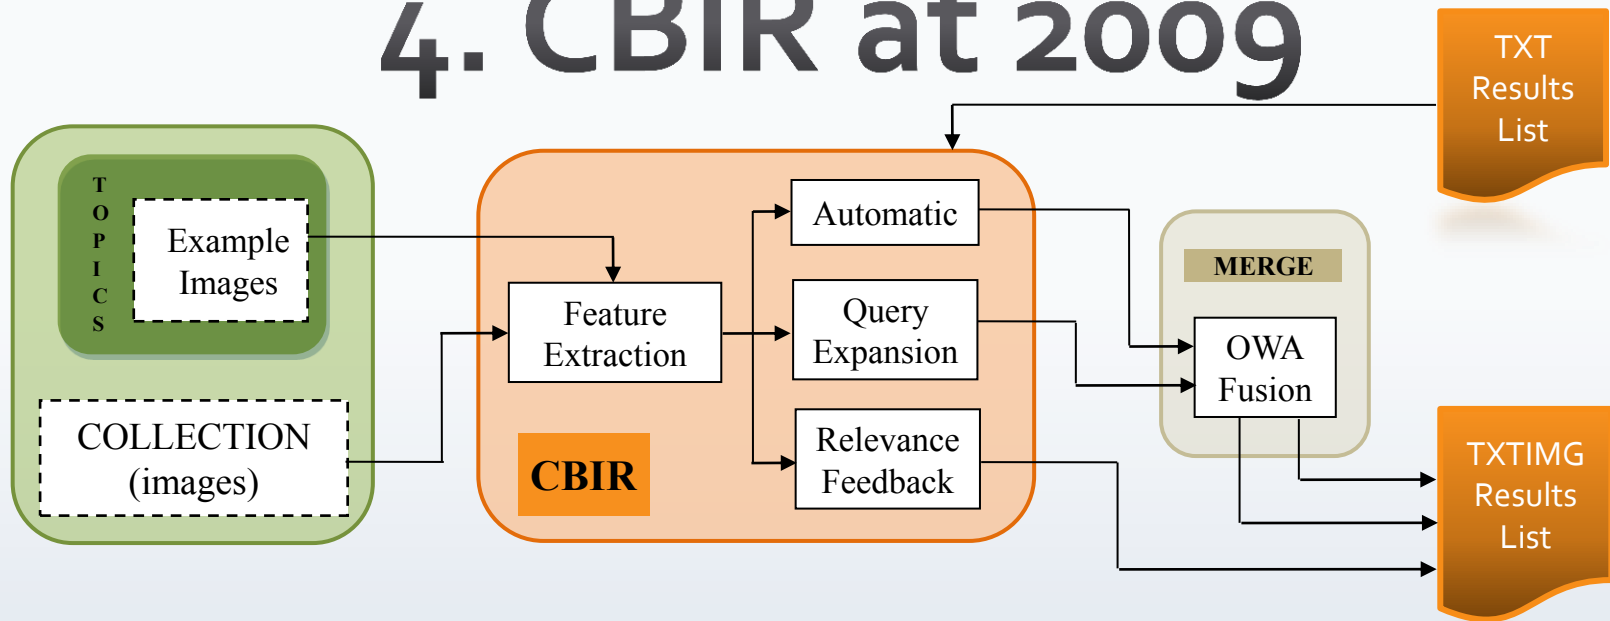 4. CBIR at 2009
TXT
Results
List
TOPICS
Example
Images
COLLECTION
(images)
Feature
Extraction
CBIR
Automatic
Query
Expansion
Relevance
Feedback
MERGE
OWA
Fusion
TXTIMG
Results
List